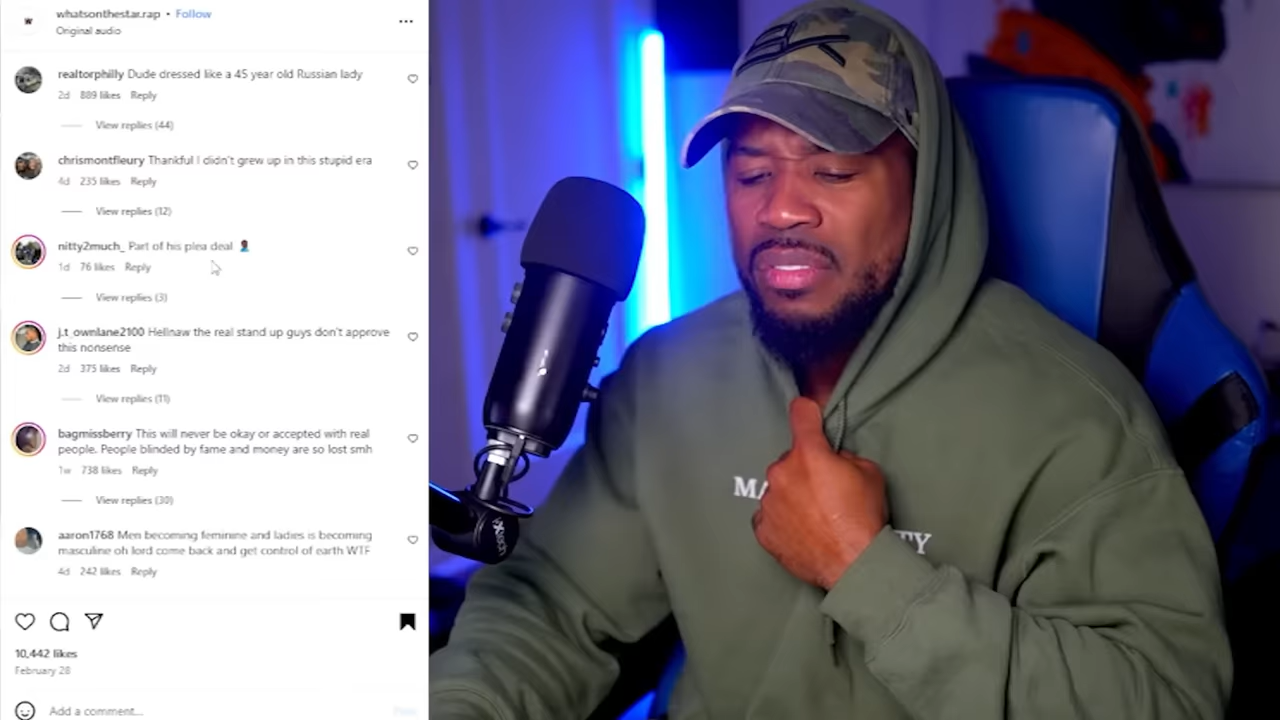 whatsonthestar.rap • Follow
Original audio
realtorphilly Dude dressed like a 45 year old Russian lady
2d 889 likes Reply
View replies (44)
chrismontfleury Thankful I didn't grew up in this stupid era
4d 235 likes Reply
View replies (12)
nitty2much_ Part of his plea deal
1d 76 likes Reply
View replies (3)
j.t_ownlane2100 Hellnaw the real stand up guys don't approve
this nonsense
2d 375 likes Reply
View replies (11)
bagmissberry This will never be okay or accepted with real
people. People blinded by fame and money are so lost smh
1w 738 likes Reply
View replies (30)
aaron1768 Men becoming feminine and ladies is becoming
masculine oh lord come back and get control of earth WTF
4d 242 likes Reply
10,442 likes
February 28
Add a comment...
Post